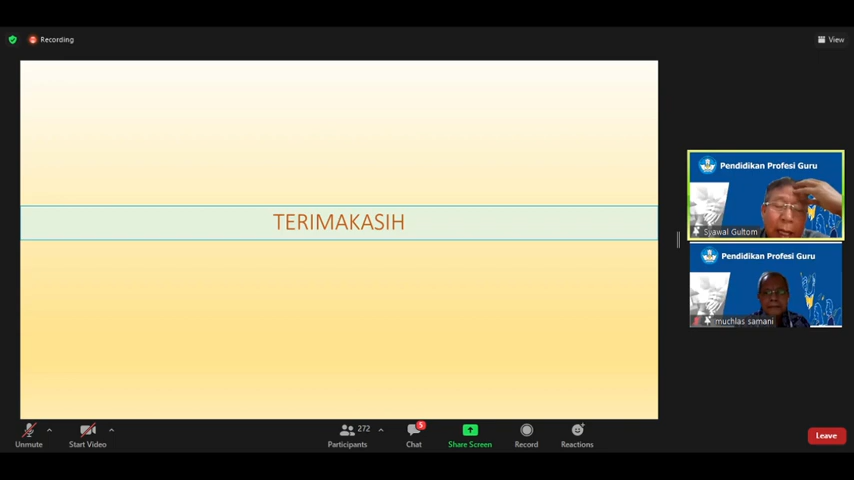 Recording
View
TERIMAKASIH
Pendidikan Profesi Guru
Syawal Gultom
Pendidikan Profesi Guru
muchlas samani
Unmute
Start Video
272
Participants
5
Chat
Share Screen
Record
Reactions
Leave